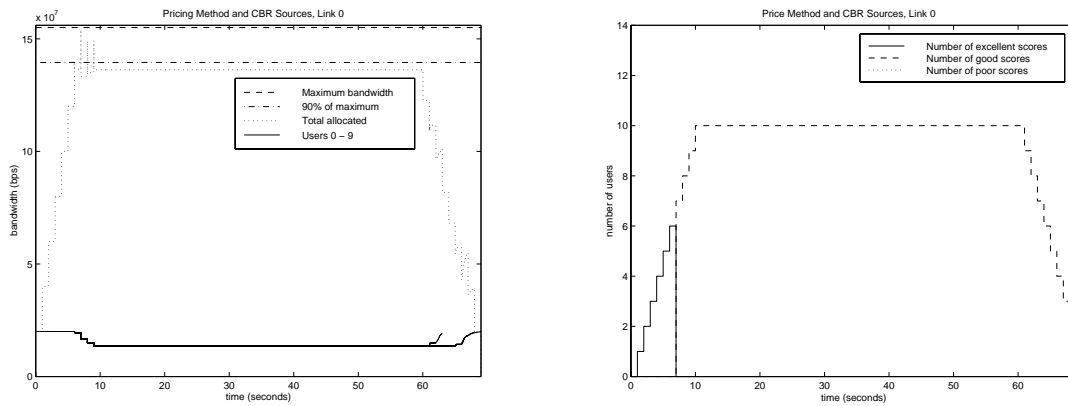 Pricing Method and CBR Sources, Link 0
x 10⁷
15
10
5
0
bandwidth (bps)
Maximum bandwidth
90% of maximum
Total allocated
Users 0 – 9
0 10 20 30 40 50 60
time (seconds)
Price Method and CBR Sources, Link 0
14
12
10
8
6
4
2
0
number of users
Number of excellent scores
Number of good scores
Number of poor scores
0 10 20 30 40 50 60
time (seconds)